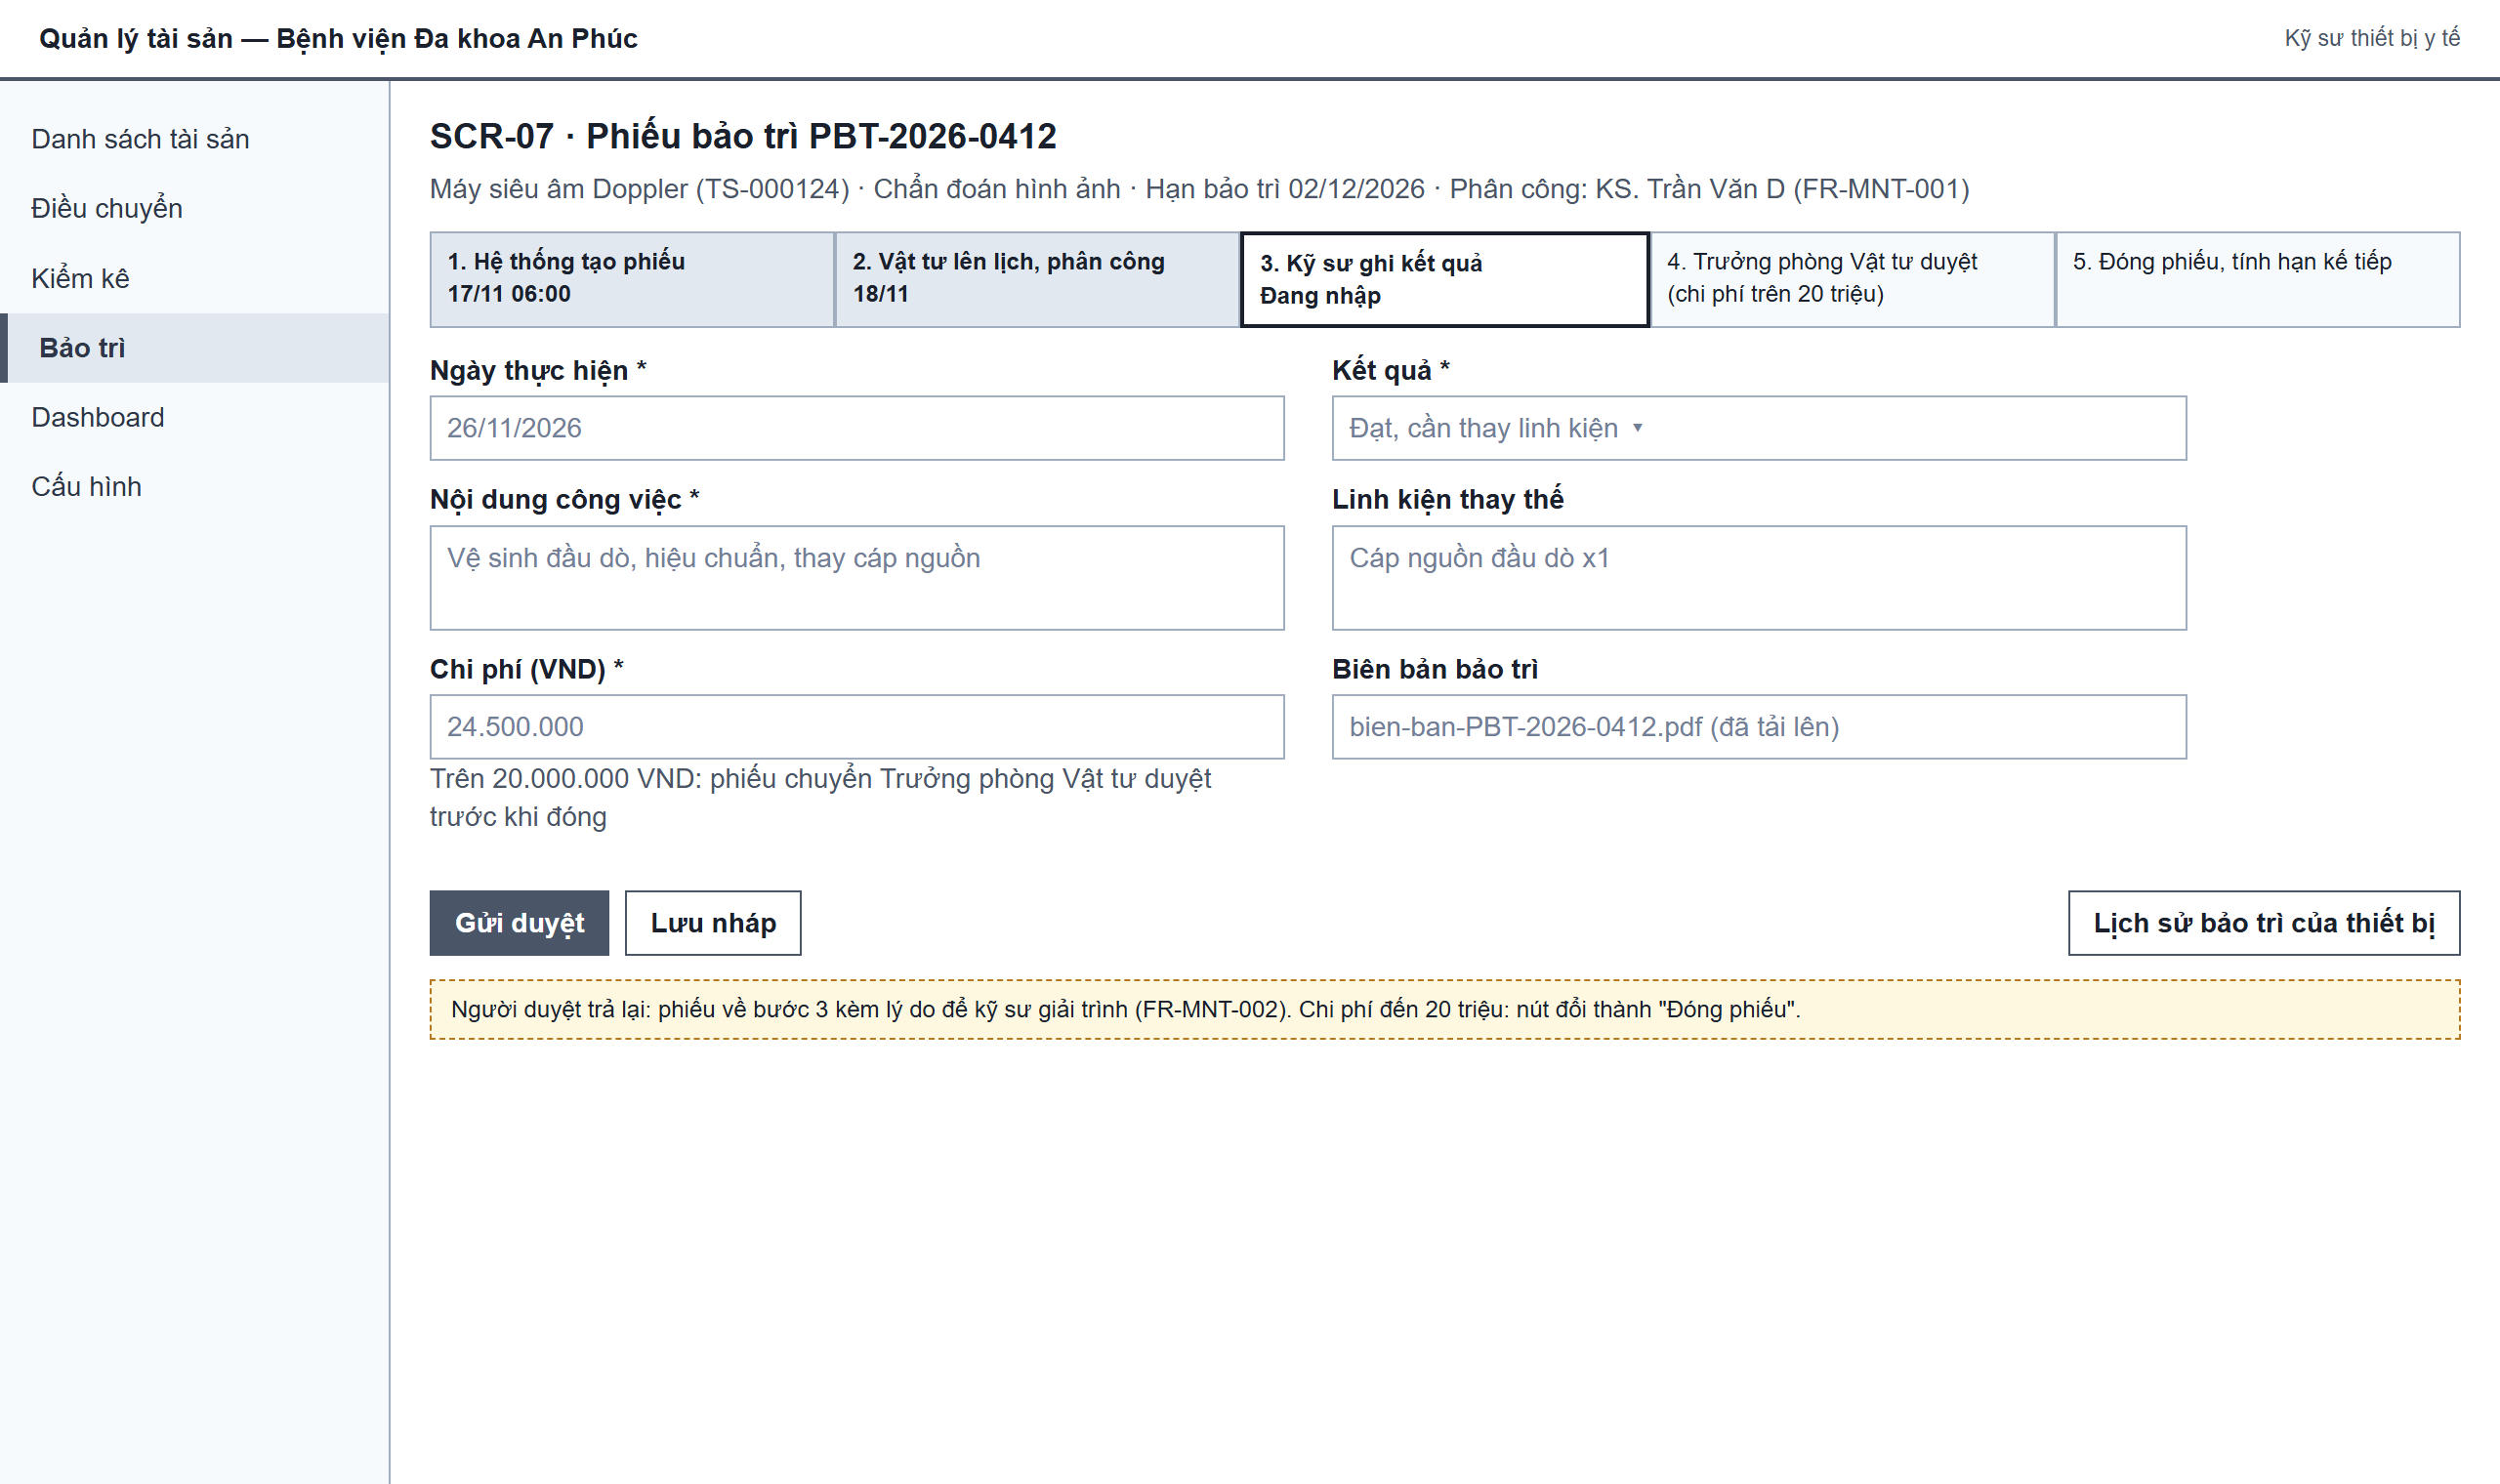 Quản lý tài sản — Bệnh viện Đa khoa An Phúc
Kỹ sư thiết bị y tế
Danh sách tài sản
Điều chuyển
Kiểm kê
Bảo trì
Dashboard
Cấu hình
SCR-07 · Phiếu bảo trì PBT-2026-0412
Máy siêu âm Doppler (TS-000124) · Chẩn đoán hình ảnh · Hạn bảo trì 02/12/2026 · Phân công: KS. Trần Văn D (FR-MNT-001)
1. Hệ thống tạo phiếu
17/11 06:00
2. Vật tư lên lịch, phân công
18/11
3. Kỹ sư ghi kết quả
Đang nhập
4. Trưởng phòng Vật tư duyệt
(chi phí trên 20 triệu)
5. Đóng phiếu, tính hạn kế tiếp
Ngày thực hiện *
26/11/2026
Kết quả *
Đạt, cần thay linh kiện ▾
Nội dung công việc *
Vệ sinh đầu dò, hiệu chuẩn, thay cáp nguồn
Linh kiện thay thế
Cáp nguồn đầu dò x1
Chi phí (VND) *
24.500.000
Trên 20.000.000 VND: phiếu chuyển Trưởng phòng Vật tư duyệt
trước khi đóng
Biên bản bảo trì
bien-ban-PBT-2026-0412.pdf (đã tải lên)
Gửi duyệt
Lưu nháp
Lịch sử bảo trì của thiết bị
Người duyệt trả lại: phiếu về bước 3 kèm lý do để kỹ sư giải trình (FR-MNT-002). Chi phí đến 20 triệu: nút đổi thành "Đóng phiếu".